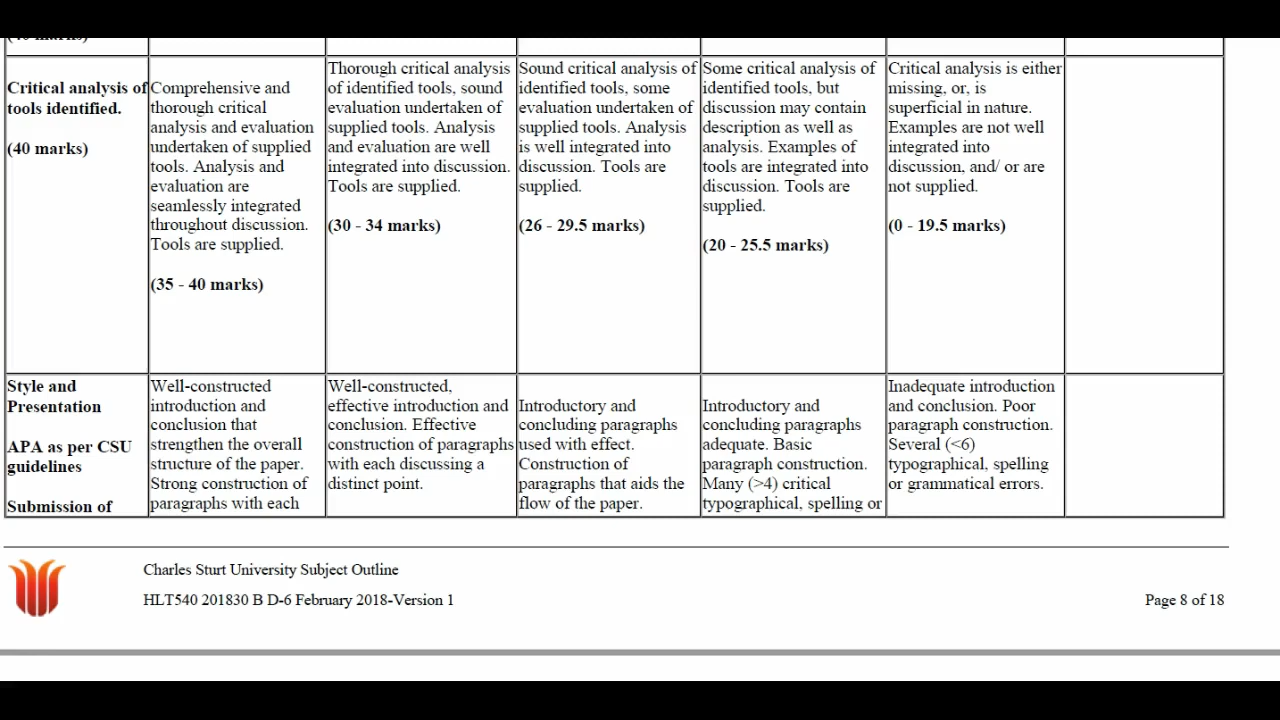 (40 marks)
Critical analysis of
tools identified.
(40 marks)
Comprehensive and
thorough critical
analysis and evaluation
undertaken of supplied
tools. Analysis and
evaluation are
seamlessly integrated
throughout discussion.
Tools are supplied.
(35 - 40 marks)
Thorough critical analysis
of identified tools, sound
evaluation undertaken of
supplied tools. Analysis
and evaluation are well
integrated into discussion.
Tools are supplied.
(30 - 34 marks)
Sound critical analysis of
identified tools, some
evaluation undertaken of
supplied tools. Analysis
is well integrated into
discussion. Tools are
supplied.
(26 - 29.5 marks)
Some critical analysis of
identified tools, but
discussion may contain
description as well as
analysis. Examples of
tools are integrated into
discussion. Tools are
supplied.
(20 - 25.5 marks)
Critical analysis is either
missing, or, is
superficial in nature.
Examples are not well
integrated into
discussion, and/ or are
not supplied.
(0 - 19.5 marks)
Style and
Presentation
APA as per CSU
guidelines
Submission of
Well-constructed
introduction and
conclusion that
strengthen the overall
structure of the paper.
Strong construction of
paragraphs with each
Well-constructed,
effective introduction and
conclusion. Effective
construction of paragraphs
with each discussing a
distinct point.
Introductory and
concluding paragraphs
used with effect.
Construction of
paragraphs that aids the
flow of the paper.
Introductory and
concluding paragraphs
adequate. Basic
paragraph construction.
Many (>4) critical
typographical, spelling or
Inadequate introduction
and conclusion. Poor
paragraph construction.
Several (<6)
typographical, spelling
or grammatical errors.
Charles Sturt University Subject Outline
HLT540 201830 B D-6 February 2018-Version 1
Page 8 of 18